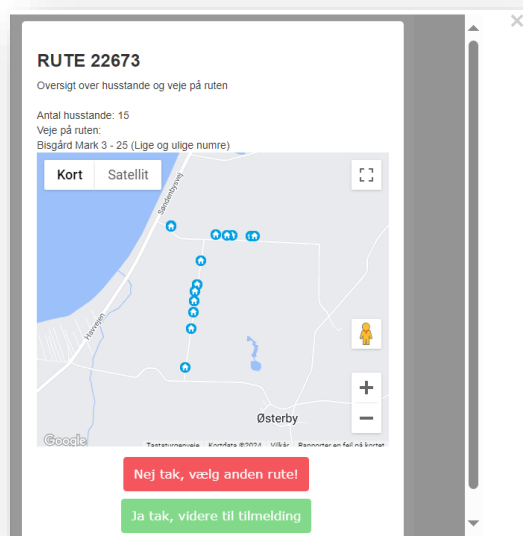 RUTE 22673
Oversigt over husstande og veje på ruten
Antal husstande: 15
Veje på ruten:
Bisgård Mark 3 - 25 (Lige og ulige numre)
Kort
Satellit
Søndenbysvej
Havvejen
Østerby
Google
Tastaturgenveje
Kortdata ©2024
Vilkår
Rapporter en fejl på kortet
Nej tak, vælg anden rute!
Ja tak, videre til tilmelding